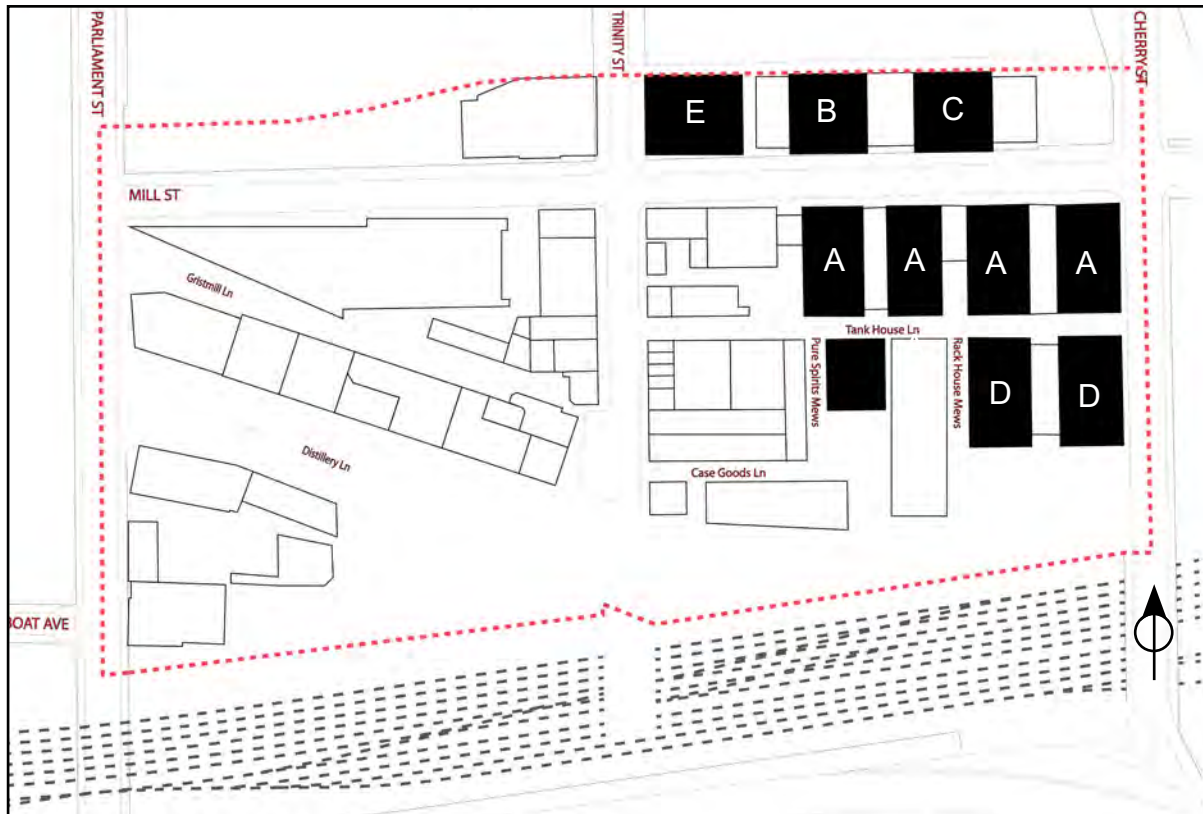 PARLIAMENT ST
TRINITY ST
CHERRY ST
E
B
C
MILL ST
A
A
A
A
Gristmill Ln
Tank House Ln
Pure Spirits Mews
Rack House Mews
D
D
Distillery Ln
Case Goods Ln
BOAT AVE